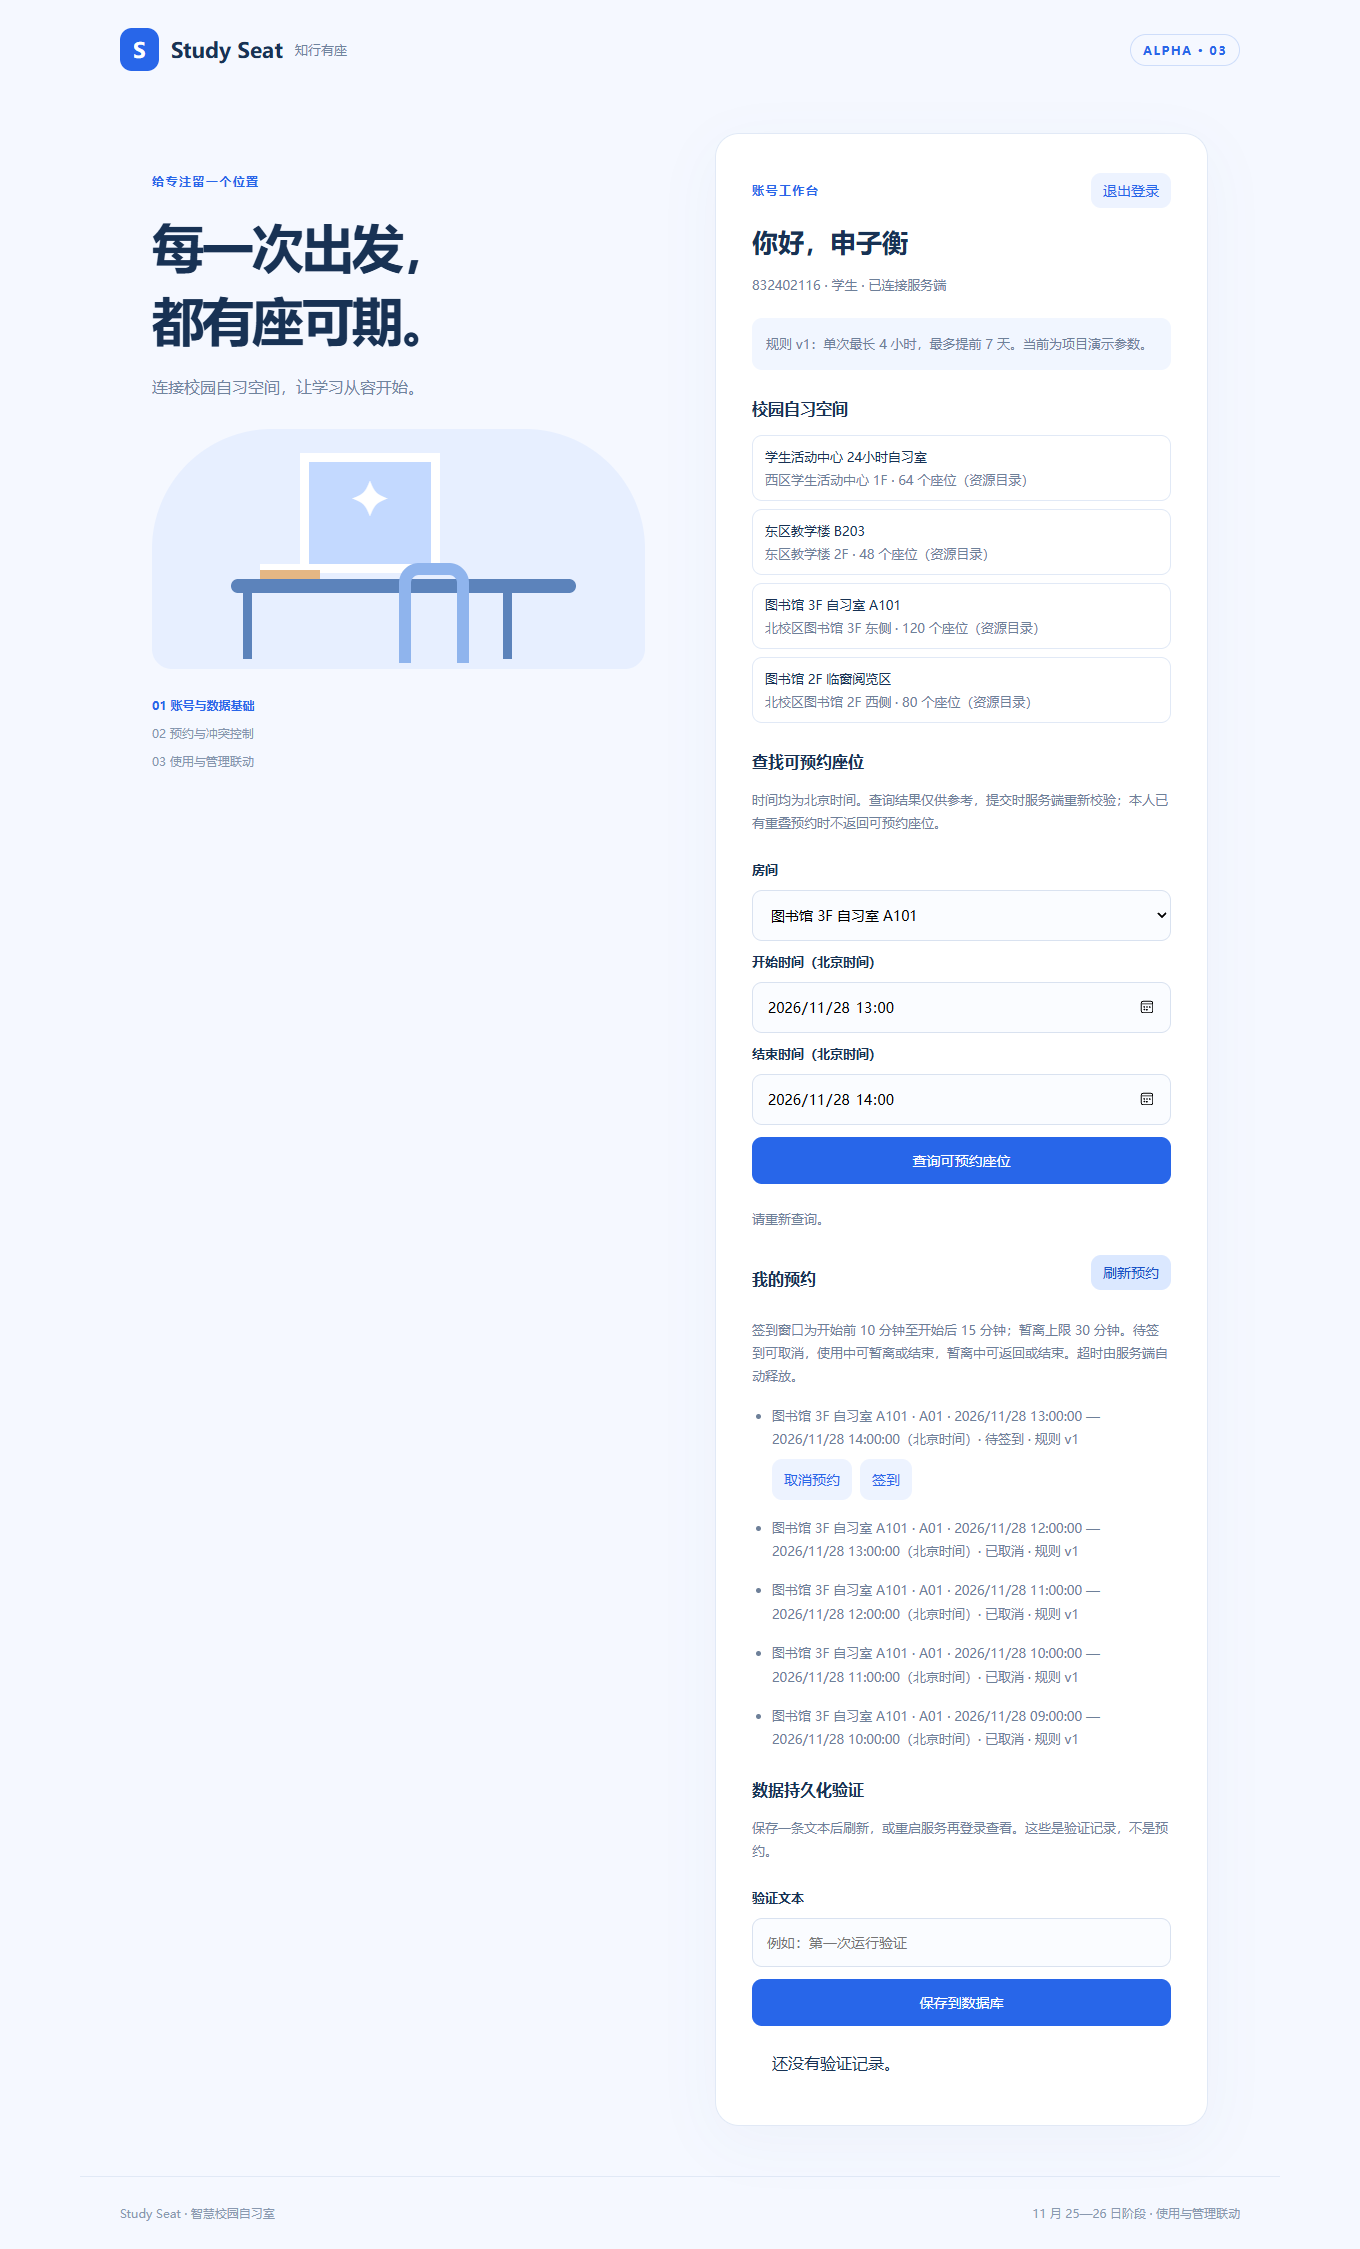 S Study Seat 知行有座
ALPHA • 03
给专注留一个位置
每一次出发，
都有座可期。
连接校园自习空间，让学习从容开始。
01 账号与数据基础
02 预约与冲突控制
03 使用与管理联动
账号工作台
退出登录
你好，申子衡
832402116 · 学生 · 已连接服务端
规则 v1：单次最长 4 小时，最多提前 7 天。当前为项目演示参数。
校园自习空间
学生活动中心 24小时自习室
西区学生活动中心 1F · 64 个座位（资源目录）
东区教学楼 B203
东区教学楼 2F · 48 个座位（资源目录）
图书馆 3F 自习室 A101
北校区图书馆 3F 东侧 · 120 个座位（资源目录）
图书馆 2F 临窗阅览区
北校区图书馆 2F 西侧 · 80 个座位（资源目录）
查找可预约座位
时间均为北京时间。查询结果仅供参考，提交时服务端重新校验；本人已
有重叠预约时不返回可预约座位。
房间
图书馆 3F 自习室 A101
开始时间（北京时间）
2026/11/28 13:00
结束时间（北京时间）
2026/11/28 14:00
查询可预约座位
请重新查询。
我的预约
刷新预约
签到窗口为开始前 10 分钟至开始后 15 分钟；暂离上限 30 分钟。待签
到可取消，使用中可暂离或结束，暂离中可返回或结束。超时由服务端自
动释放。
• 图书馆 3F 自习室 A101 · A01 · 2026/11/28 13:00:00 —
2026/11/28 14:00:00（北京时间）· 待签到 · 规则 v1
取消预约 签到
• 图书馆 3F 自习室 A101 · A01 · 2026/11/28 12:00:00 —
2026/11/28 13:00:00（北京时间）· 已取消 · 规则 v1
• 图书馆 3F 自习室 A101 · A01 · 2026/11/28 11:00:00 —
2026/11/28 12:00:00（北京时间）· 已取消 · 规则 v1
• 图书馆 3F 自习室 A101 · A01 · 2026/11/28 10:00:00 —
2026/11/28 11:00:00（北京时间）· 已取消 · 规则 v1
• 图书馆 3F 自习室 A101 · A01 · 2026/11/28 09:00:00 —
2026/11/28 10:00:00（北京时间）· 已取消 · 规则 v1
数据持久化验证
保存一条文本后刷新，或重启服务再登录查看。这些是验证记录，不是预
约。
验证文本
例如：第一次运行验证
保存到数据库
还没有验证记录。
Study Seat · 智慧校园自习室
11 月 25—26 日阶段 · 使用与管理联动